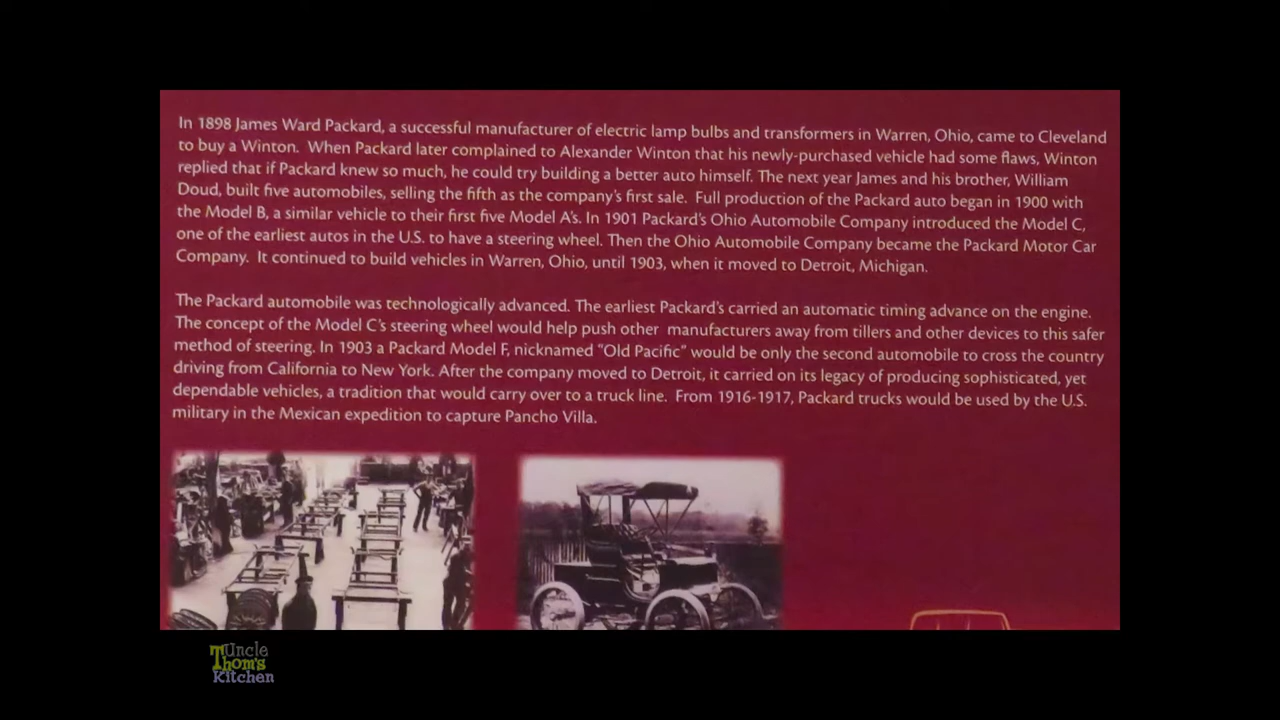 In 1898 James Ward Packard, a successful manufacturer of electric lamp bulbs and transformers in Warren, Ohio, came to Cleveland
to buy a Winton. When Packard later complained to Alexander Winton that his newly-purchased vehicle had some flaws, Winton
replied that if Packard knew so much, he could try building a better auto himself. The next year James and his brother, William
Doud, built five automobiles, selling the fifth as the company's first sale. Full production of the Packard auto began in 1900 with
the Model B, a similar vehicle to their first five Model A's. In 1901 Packard's Ohio Automobile Company introduced the Model C,
one of the earliest autos in the U.S. to have a steering wheel. Then the Ohio Automobile Company became the Packard Motor Car
Company. It continued to build vehicles in Warren, Ohio, until 1903, when it moved to Detroit, Michigan.
The Packard automobile was technologically advanced. The earliest Packard's carried an automatic timing advance on the engine.
The concept of the Model C's steering wheel would help push other manufacturers away from tillers and other devices to this safer
method of steering. In 1903 a Packard Model F, nicknamed "Old Pacific" would be only the second automobile to cross the country
driving from California to New York. After the company moved to Detroit, it carried on its legacy of producing sophisticated, yet
dependable vehicles, a tradition that would carry over to a truck line. From 1916-1917, Packard trucks would be used by the U.S.
military in the Mexican expedition to capture Pancho Villa.
Uncle
Thom's
Kitchen